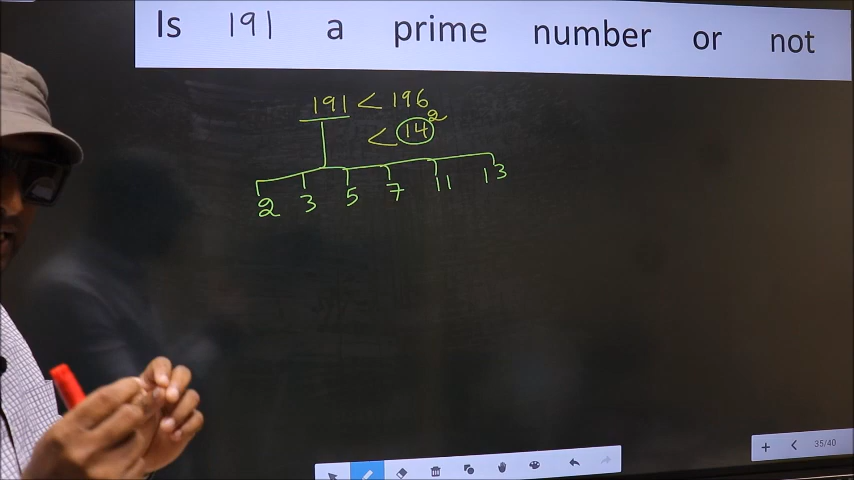 Is 191 a prime number or not
191 < 196
< 14²
2 3 5 7 11 13
35/40